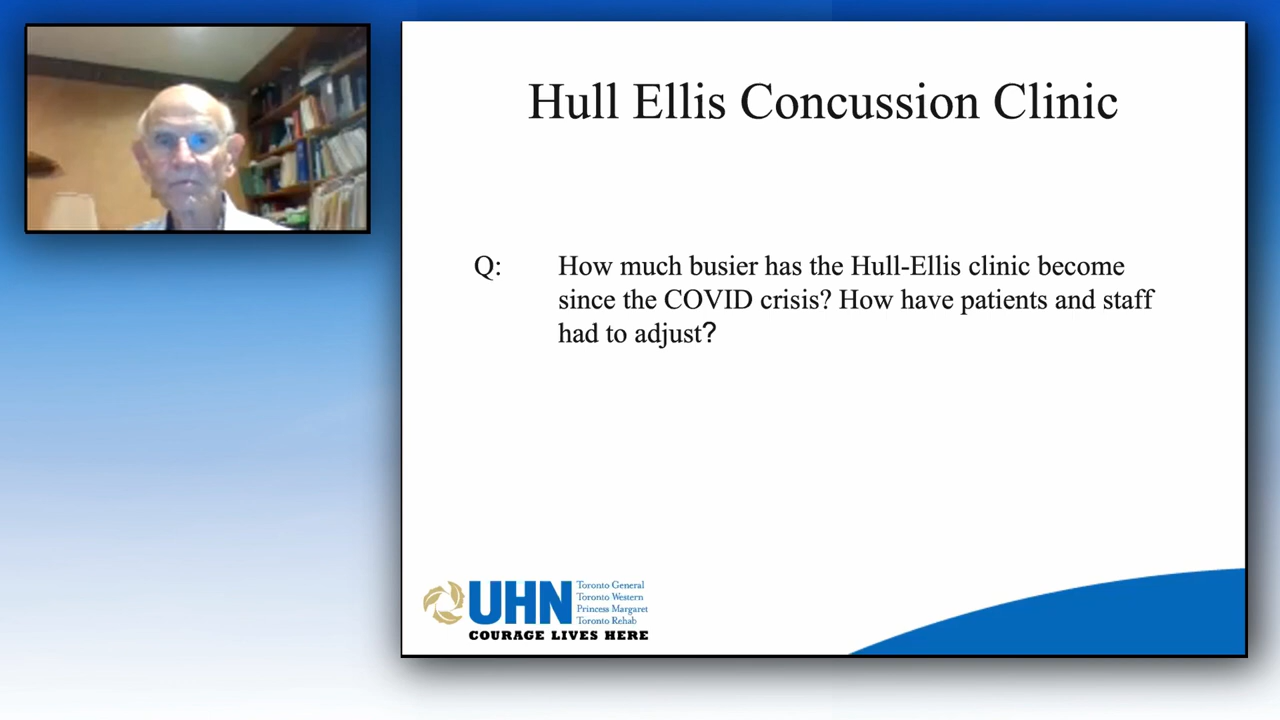 Hull Ellis Concussion Clinic
Q: How much busier has the Hull-Ellis clinic become
since the COVID crisis? How have patients and staff
had to adjust?
UHN
Toronto General
Toronto Western
Princess Margaret
Toronto Rehab
COURAGE LIVES HERE